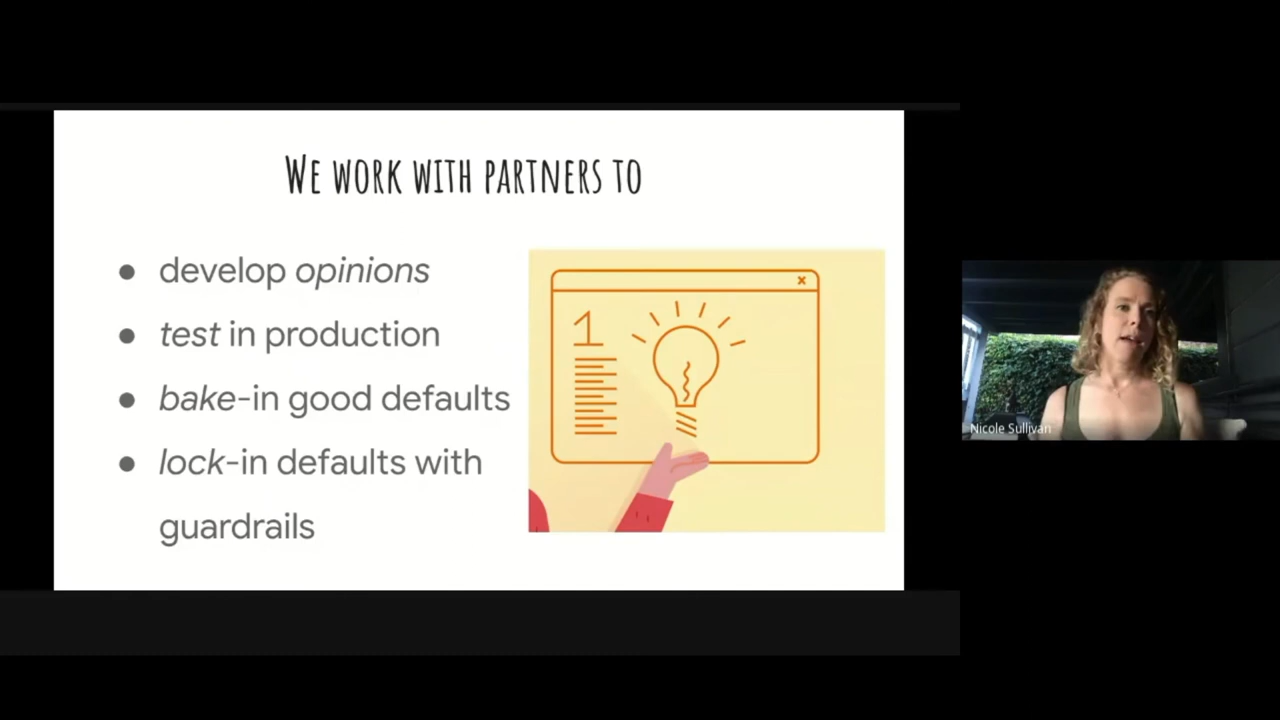 We work with partners to
● develop opinions
● test in production
● bake-in good defaults
● lock-in defaults with
guardrails
x
1
Nicole Sullivan